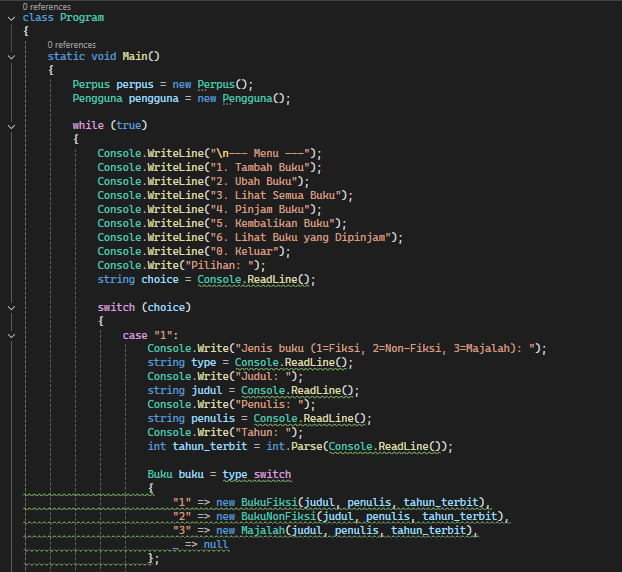 0 references
class Program
{
0 references
static void Main()
{
Perpus perpus = new Perpus();
Pengguna pengguna = new Pengguna();
while (true)
{
Console.WriteLine("\n--- Menu ---");
Console.WriteLine("1. Tambah Buku");
Console.WriteLine("2. Ubah Buku");
Console.WriteLine("3. Lihat Semua Buku");
Console.WriteLine("4. Pinjam Buku");
Console.WriteLine("5. Kembalikan Buku");
Console.WriteLine("6. Lihat Buku yang Dipinjam");
Console.WriteLine("0. Keluar");
Console.Write("Pilihan: ");
string choice = Console.ReadLine();
switch (choice)
{
case "1":
Console.Write("Jenis buku (1=Fiksi, 2=Non-Fiksi, 3=Majalah): ");
string type = Console.ReadLine();
Console.Write("Judul: ");
string judul = Console.ReadLine();
Console.Write("Penulis: ");
string penulis = Console.ReadLine();
Console.Write("Tahun: ");
int tahun_terbit = int.Parse(Console.ReadLine());
Buku buku = type switch
{
"1" => new BukuFiksi(judul, penulis, tahun_terbit),
"2" => new BukuNonFiksi(judul, penulis, tahun_terbit),
"3" => new Majalah(judul, penulis, tahun_terbit),
_ => null
};